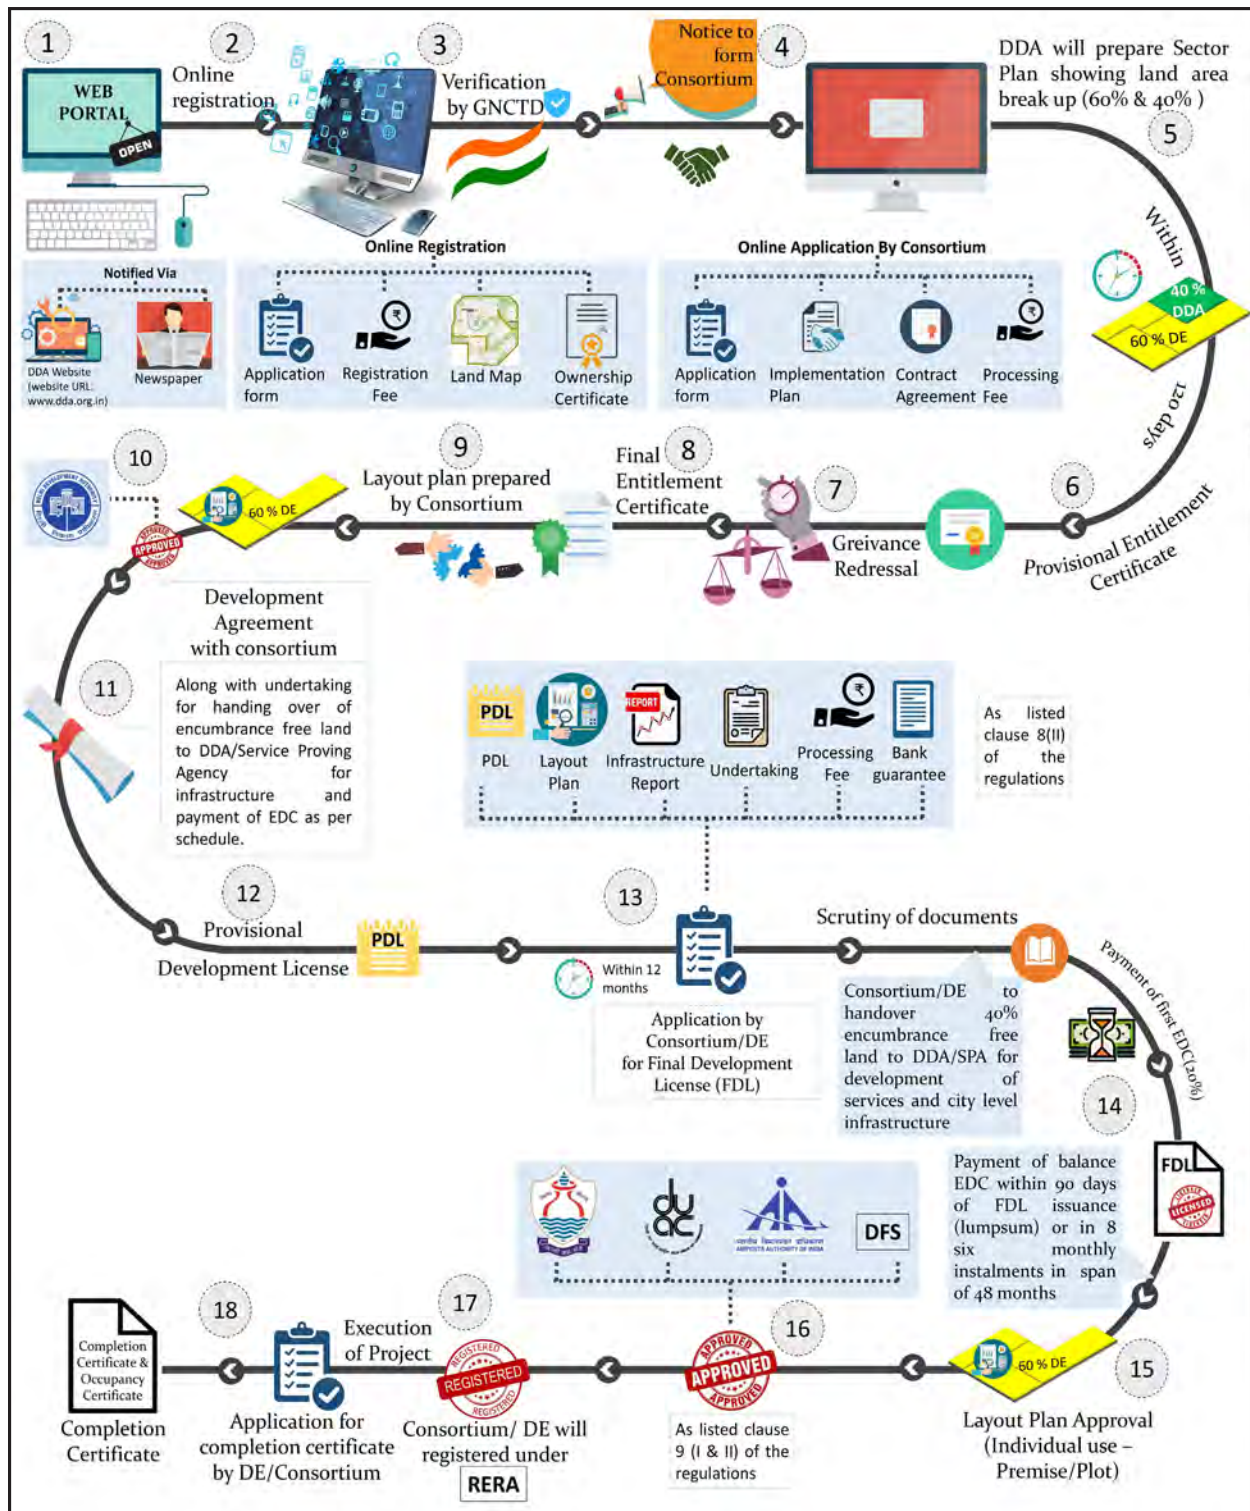 1
WEB
PORTAL
OPEN
2
Online
registration
3
Verification
by GNCTD
Notice to
form
Consortium
4
DDA will prepare Sector
Plan showing land area
break up (60% & 40% )
5
Within
40 %
DDA
60 % DE
120 days
Notified Via
DDA Website
(website URL:
www.dda.org.in)
Newspaper
Online Registration
Application
form
Registration
Fee
Land Map
Ownership
Certificate
Online Application By Consortium
Application
form
Implementation
Plan
Contract
Agreement
Processing
Fee
6
Provisional Entitlement
Certificate
7
Greivance
Redressal
8
Final
Entitlement
Certificate
9
Layout plan prepared
by Consortium
60 % DE
10
APPROVED
APPROVED
APPROVED
Development
Agreement
with consortium
11
Along with undertaking
for handing over of
encumbrance free land
to DDA/Service Proving
Agency for
infrastructure and
payment of EDC as per
schedule.
PDL
REPORT
PDL
Layout
Plan
Infrastructure
Report
Undertaking
Processing
Fee
Bank
guarantee
As listed
clause 8(II)
of the
regulations
12
Provisional
Development License
PDL
Within 12
months
13
Application by
Consortium/DE
for Final Development
License (FDL)
Scrutiny of documents
Consortium/DE to
handover 40%
encumbrance free
land to DDA/SPA for
development of
services and city level
infrastructure
Payment of first EDC(20%)
14
FDL
LICENSED
Payment of balance
EDC within 90 days
of FDL issuance
(lumpsum) or in 8
six monthly
instalments in span
of 48 months
60 % DE
15
Layout Plan Approval
(Individual use –
Premise/Plot)
duac
AIRPORTS AUTHORITY OF INDIA
DFS
16
APPROVED
APPROVED
APPROVED
As listed clause
9 (I & II) of the
regulations
17
REGISTERED
REGISTERED
REGISTERED
Consortium/ DE will
registered under
RERA
Execution
of Project
18
Application for
completion certificate
by DE/Consortium
Completion
Certificate &
Occupancy
Certificate
Completion
Certificate